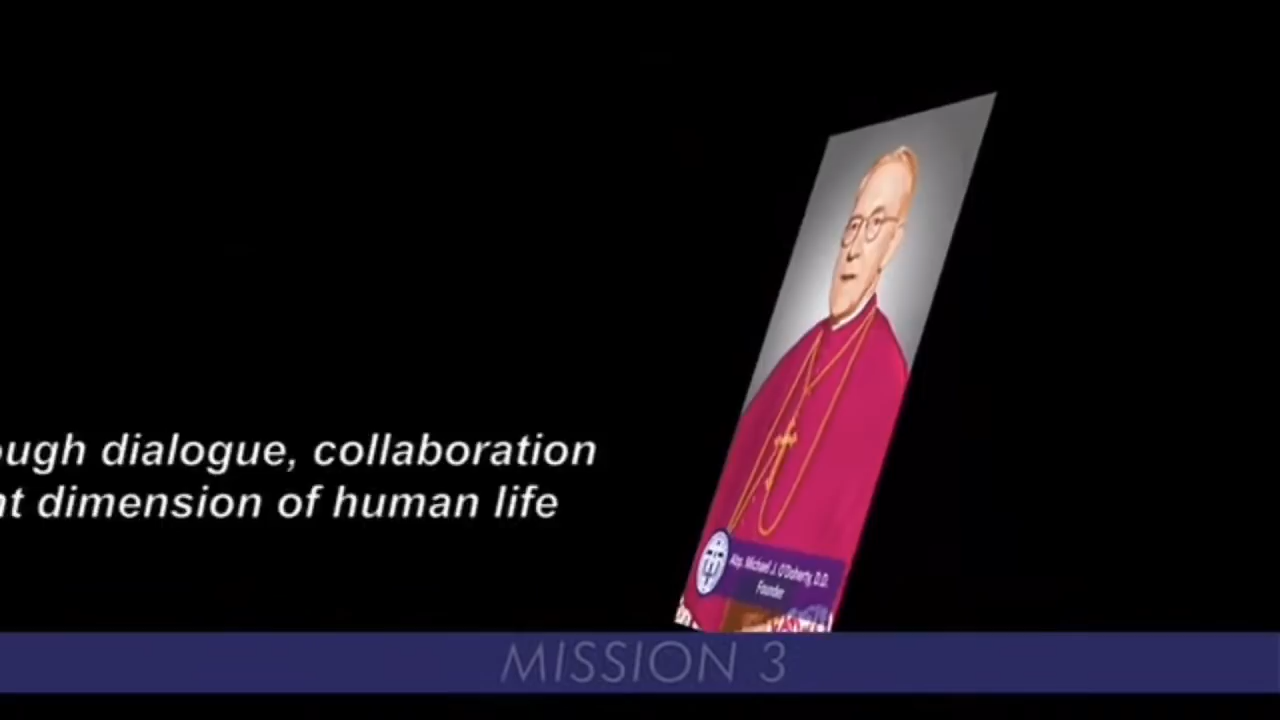 ough dialogue, collaboration
nt dimension of human life
Abp. Michael J. O'Doherty, D.D.
Founder
MISSION 3